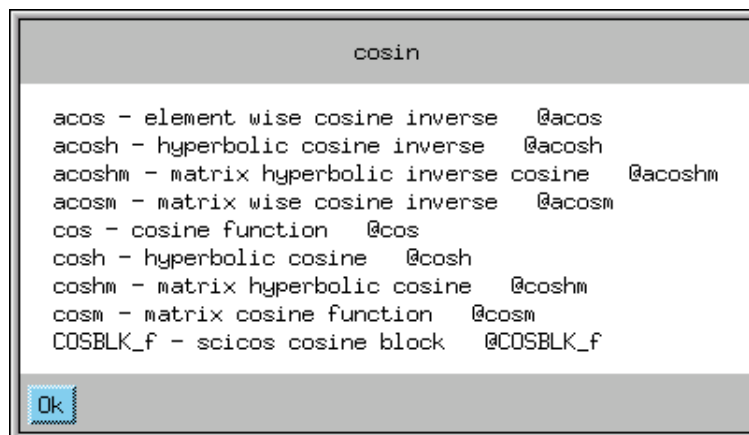 cosin
acos - element wise cosine inverse @acos
acosh - hyperbolic cosine inverse @acosh
acoshm - matrix hyperbolic inverse cosine @acoshm
acosm - matrix wise cosine inverse @acosm
cos - cosine function @cos
cosh - hyperbolic cosine @cosh
coshm - matrix hyperbolic cosine @coshm
cosm - matrix cosine function @cosm
COSBLK_f - scicos cosine block @COSBLK_f
Ok